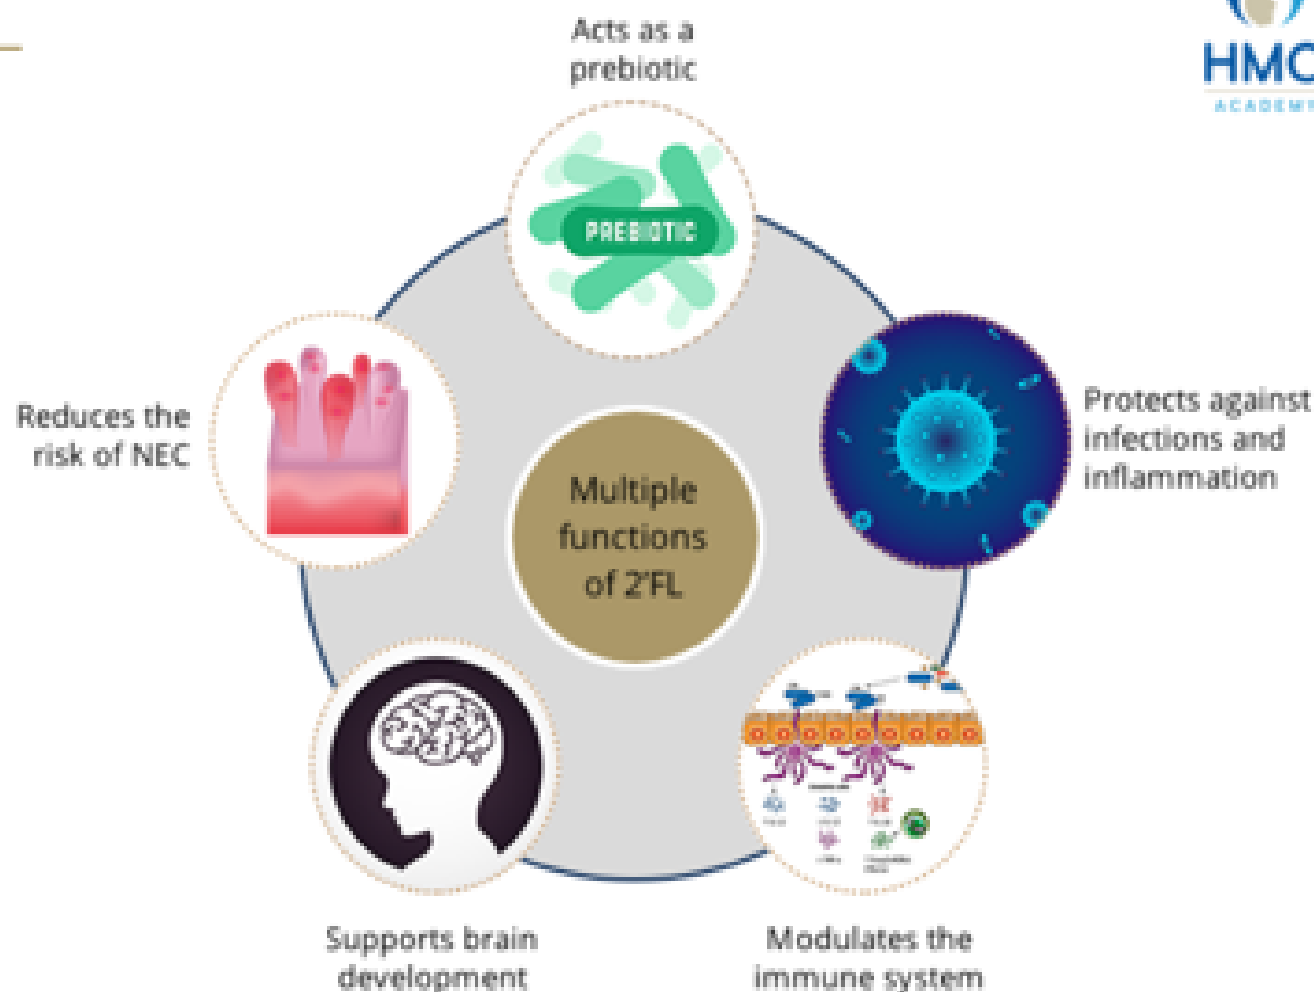 Acts as a
prebiotic
HMO
ACADEMY
PREBIOTIC
Reduces the
risk of NEC
Protects against
infections and
inflammation
Multiple
functions
of 2'FL
Supports brain
development
Modulates the
immune system